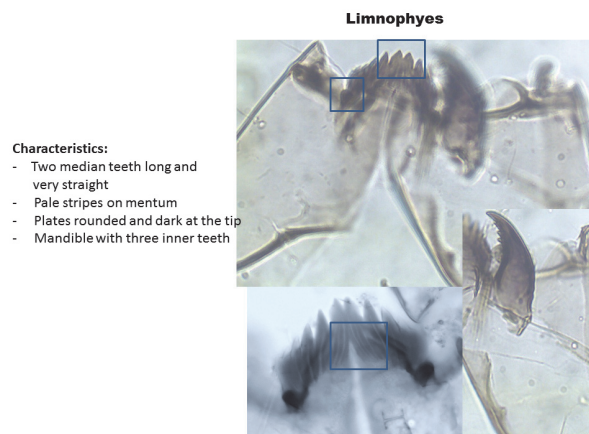 Limnophyes
Characteristics:
- Two median teeth long and
very straight
- Pale stripes on mentum
- Plates rounded and dark at the tip
- Mandible with three inner teeth